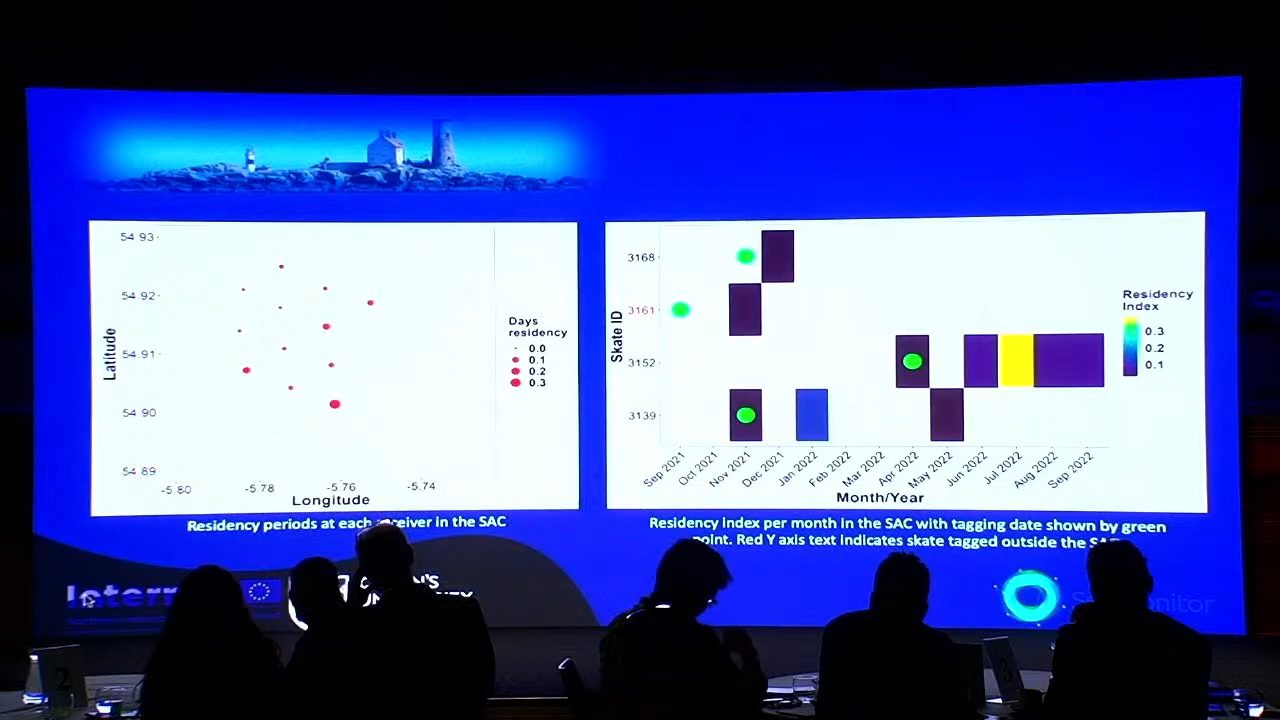 54.93
54.92
54.91
54.90
54.89
Latitude
-5.80
-5.78
-5.76
-5.74
Longitude
Days
residency
0.0
0.1
0.2
0.3
Residency periods at each receiver in the SAC
3168
3161
3152
3139
Skate ID
Sep 2021
Oct 2021
Nov 2021
Dec 2021
Jan 2022
Feb 2022
Mar 2022
Apr 2022
May 2022
Jun 2022
Jul 2022
Aug 2022
Sep 2022
Month/Year
Residency
Index
0.3
0.2
0.1
Residency index per month in the SAC with tagging date shown by green
point. Red Y axis text indicates skate tagged outside the
2
3